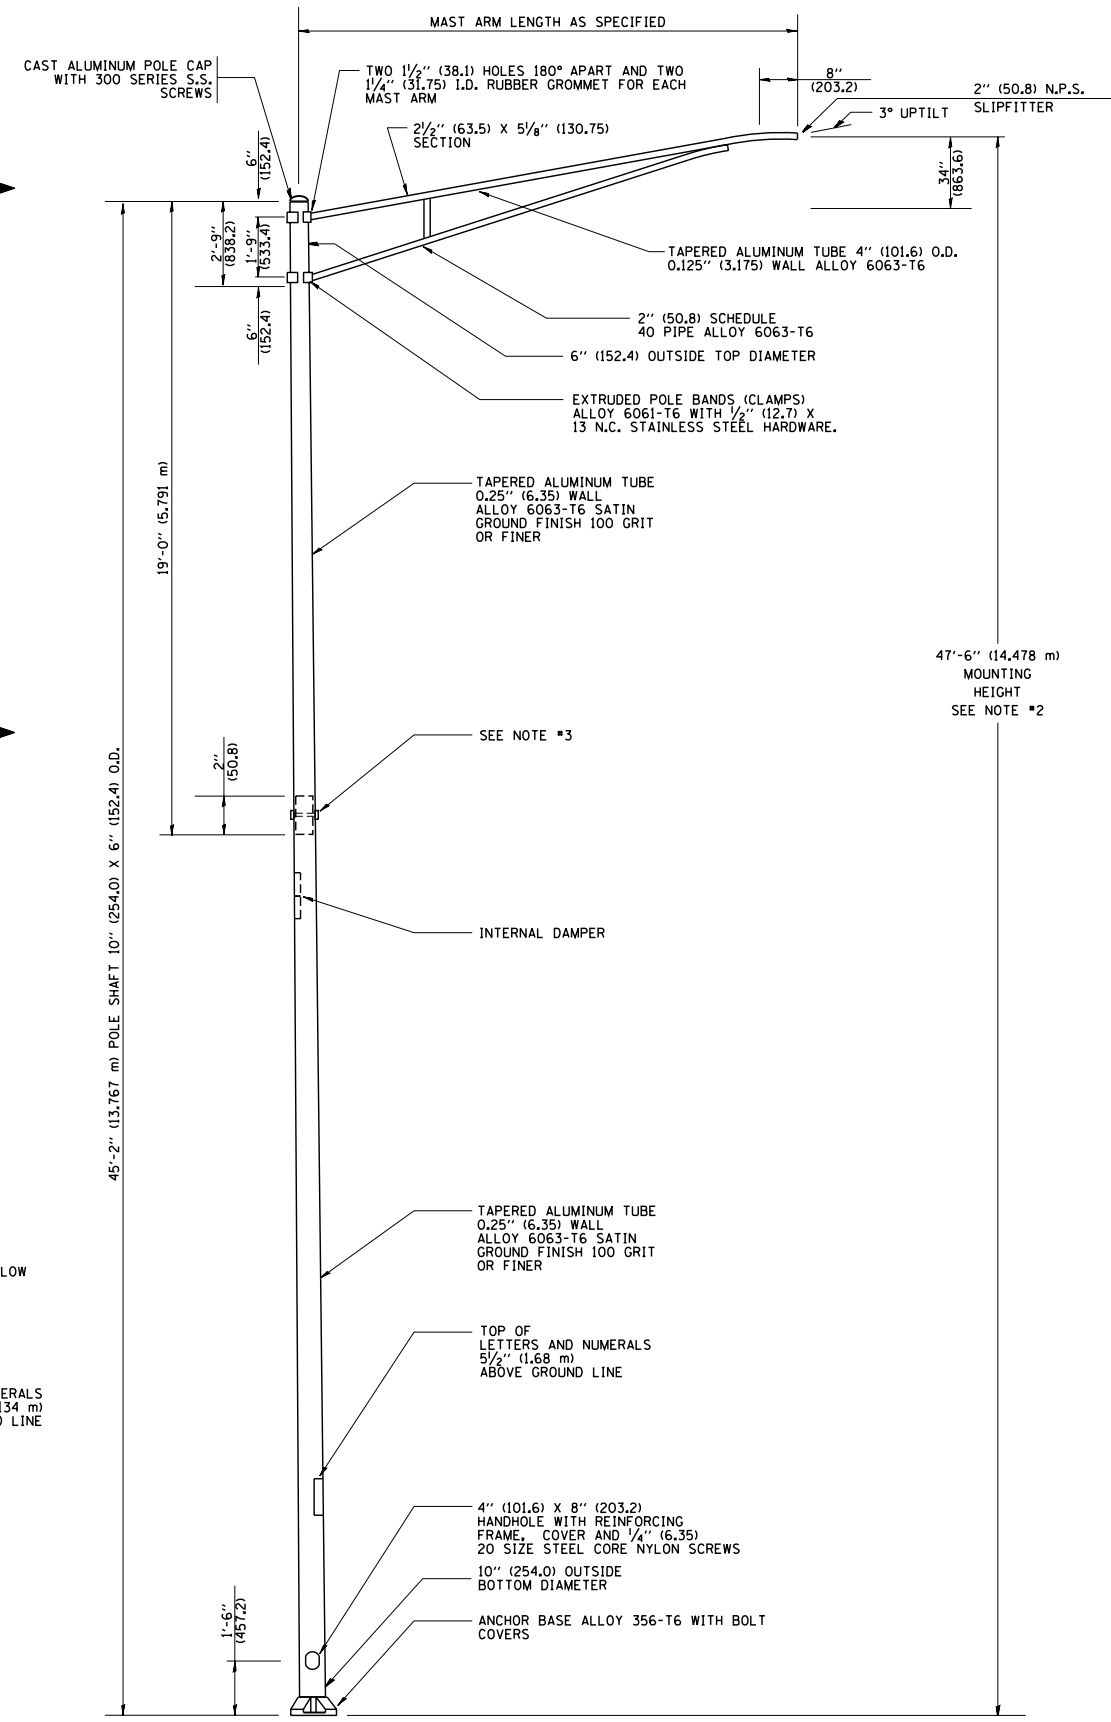 MAST ARM LENGTH AS SPECIFIED
CAST ALUMINUM POLE CAP
WITH 300 SERIES S.S.
SCREWS
TWO 1 1/2" (38.1) HOLES 180° APART AND TWO
1 1/4" (31.75) I.D. RUBBER GROMMET FOR EACH
MAST ARM
8"
(203.2)
2" (50.8) N.P.S.
SLIPFITTER
3° UPTILT
2 1/2" (63.5) X 5 1/8" (130.75)
SECTION
6"
(152.4)
34"
(863.6)
2'-9"
(838.2)
1'-9"
(533.4)
6"
(152.4)
TAPERED ALUMINUM TUBE 4" (101.6) O.D.
0.125" (3.175) WALL ALLOY 6063-T6
2" (50.8) SCHEDULE
40 PIPE ALLOY 6063-T6
6" (152.4) OUTSIDE TOP DIAMETER
EXTRUDED POLE BANDS (CLAMPS)
ALLOY 6061-T6 WITH 1/2" (12.7) X
13 N.C. STAINLESS STEEL HARDWARE.
19'-0" (5.791 m)
TAPERED ALUMINUM TUBE
0.25" (6.35) WALL
ALLOY 6063-T6 SATIN
GROUND FINISH 100 GRIT
OR FINER
47'-6" (14.478 m)
MOUNTING
HEIGHT
SEE NOTE #2
SEE NOTE #3
2"
(50.8)
45'-2" (13.767 m) POLE SHAFT 10" (254.0) X 6" (152.4) O.D.
INTERNAL DAMPER
TAPERED ALUMINUM TUBE
0.25" (6.35) WALL
ALLOY 6063-T6 SATIN
GROUND FINISH 100 GRIT
OR FINER
LOW
TOP OF
LETTERS AND NUMERALS
5 1/2" (1.68 m)
ABOVE GROUND LINE
ERALS
134 m)
LINE
4" (101.6) X 8" (203.2)
HANDHOLE WITH REINFORCING
FRAME. COVER AND 1/4" (6.35)
20 SIZE STEEL CORE NYLON SCREWS
10" (254.0) OUTSIDE
BOTTOM DIAMETER
1'-6"
(457.2)
ANCHOR BASE ALLOY 356-T6 WITH BOLT
COVERS